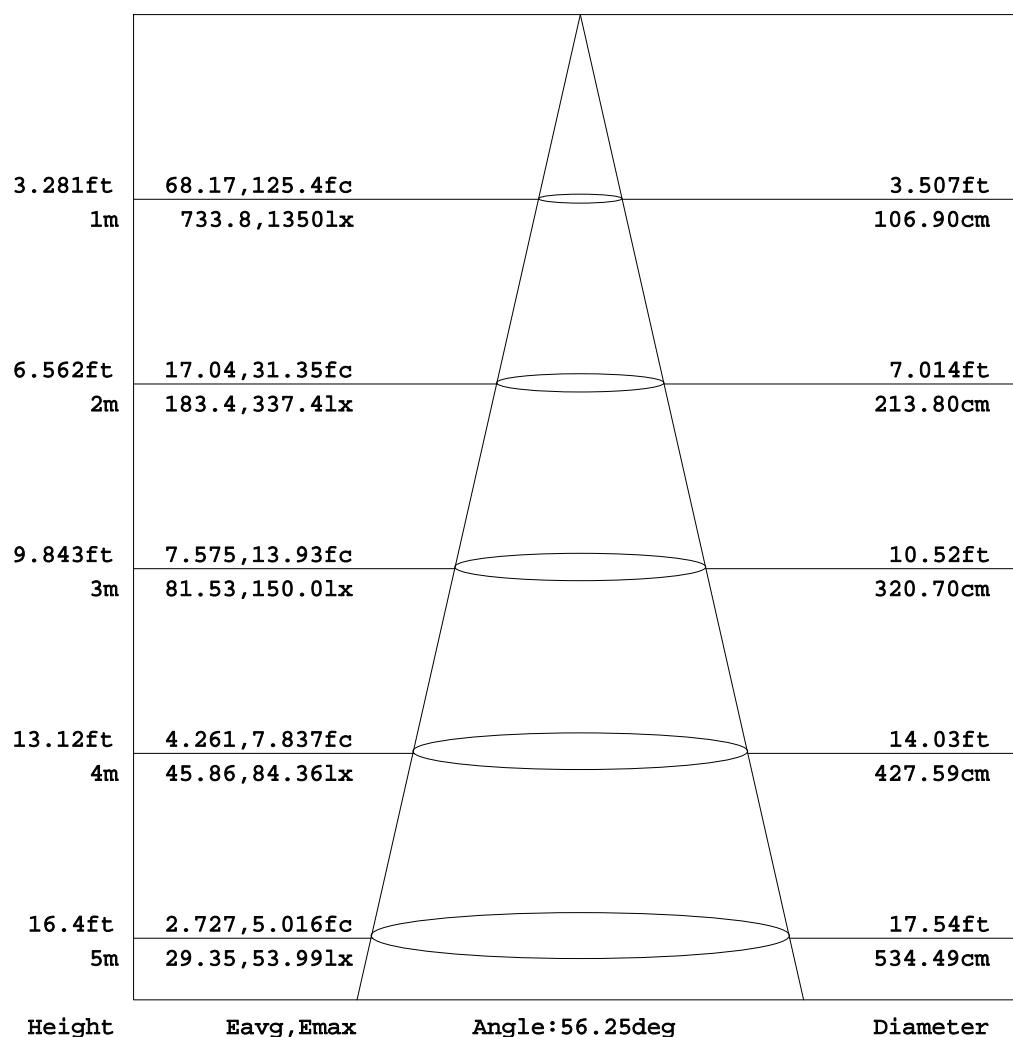 3.281ft 68.17,125.4fc 3.507ft
1m 733.8,1350lx 106.90cm
6.562ft 17.04,31.35fc 7.014ft
2m 183.4,337.4lx 213.80cm
9.843ft 7.575,13.93fc 10.52ft
3m 81.53,150.0lx 320.70cm
13.12ft 4.261,7.837fc 14.03ft
4m 45.86,84.36lx 427.59cm
16.4ft 2.727,5.016fc 17.54ft
5m 29.35,53.99lx 534.49cm
Height Eavg,Emax Angle:56.25deg Diameter